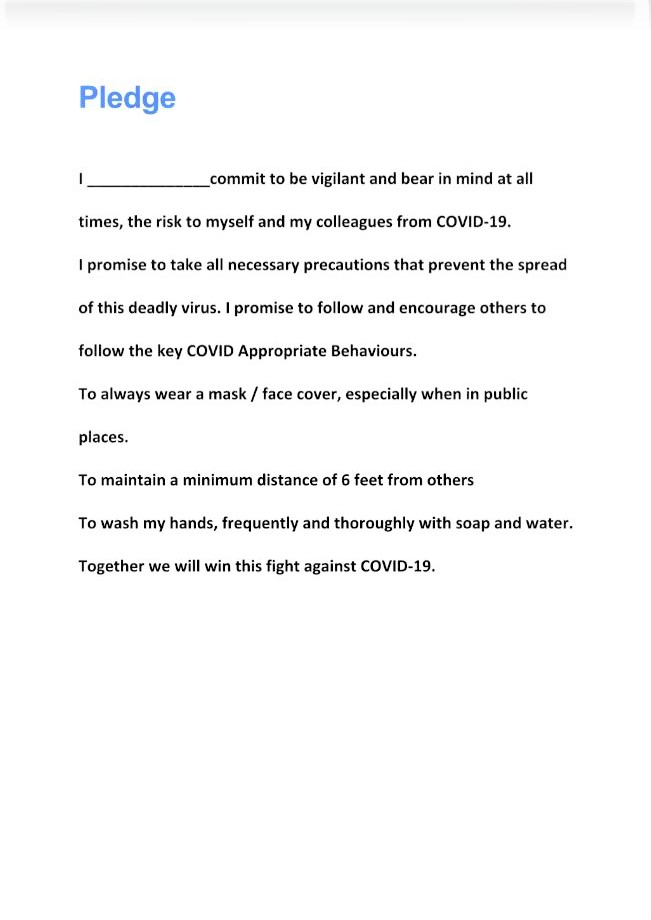 Pledge
I ______________commit to be vigilant and bear in mind at all
times, the risk to myself and my colleagues from COVID-19.
I promise to take all necessary precautions that prevent the spread
of this deadly virus. I promise to follow and encourage others to
follow the key COVID Appropriate Behaviours.
To always wear a mask / face cover, especially when in public
places.
To maintain a minimum distance of 6 feet from others
To wash my hands, frequently and thoroughly with soap and water.
Together we will win this fight against COVID-19.